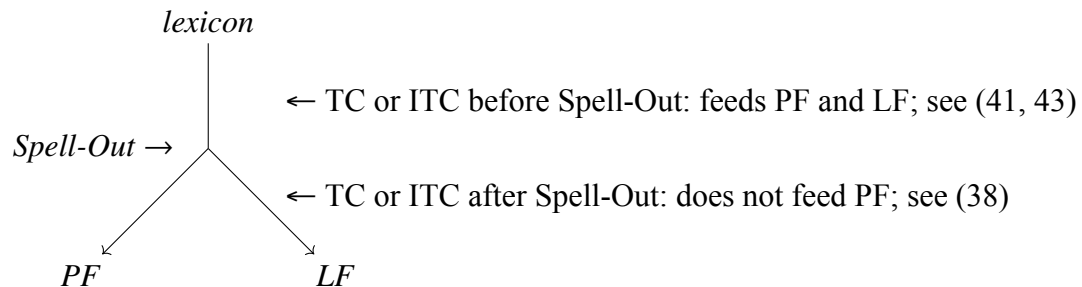 lexicon
← TC or ITC before Spell-Out: feeds PF and LF; see (41, 43)
Spell-Out →
← TC or ITC after Spell-Out: does not feed PF; see (38)
PF LF